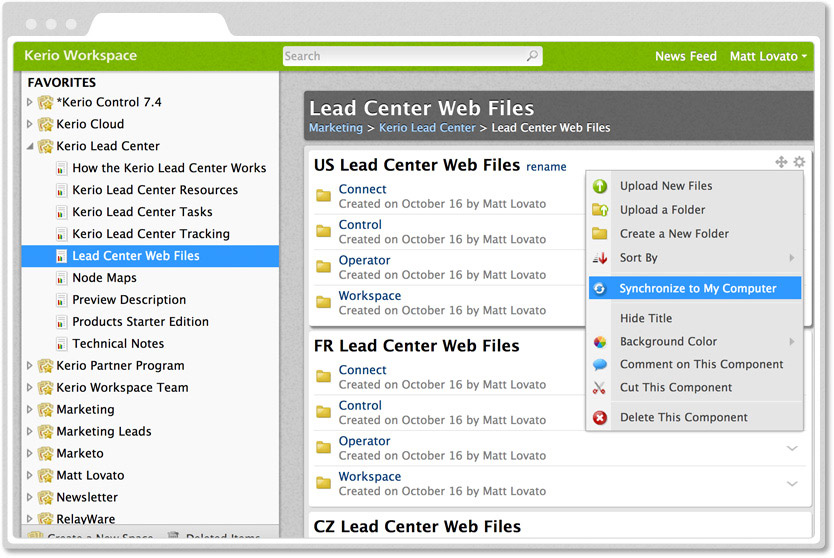 Kerio Workspace
Search
News Feed
Matt Lovato
FAVORITES
*Kerio Control 7.4
Kerio Cloud
Kerio Lead Center
How the Kerio Lead Center Works
Kerio Lead Center Resources
Kerio Lead Center Tasks
Kerio Lead Center Tracking
Lead Center Web Files
Node Maps
Preview Description
Products Starter Edition
Technical Notes
Kerio Partner Program
Kerio Workspace Team
Marketing
Marketing Leads
Marketo
Matt Lovato
Newsletter
RelayWare
Create a New Space
Deleted Items
Lead Center Web Files
Marketing > Kerio Lead Center > Lead Center Web Files
US Lead Center Web Files rename
Connect
Created on October 16 by Matt Lovato
Control
Created on October 16 by Matt Lovato
Operator
Created on October 16 by Matt Lovato
Workspace
Created on October 16 by Matt Lovato
Upload New Files
Upload a Folder
Create a New Folder
Sort By
Synchronize to My Computer
Hide Title
Background Color
Comment on This Component
Cut This Component
Delete This Component
FR Lead Center Web Files
Connect
Created on October 16 by Matt Lovato
Control
Created on October 16 by Matt Lovato
Operator
Created on October 16 by Matt Lovato
Workspace
Created on October 16 by Matt Lovato
CZ Lead Center Web Files